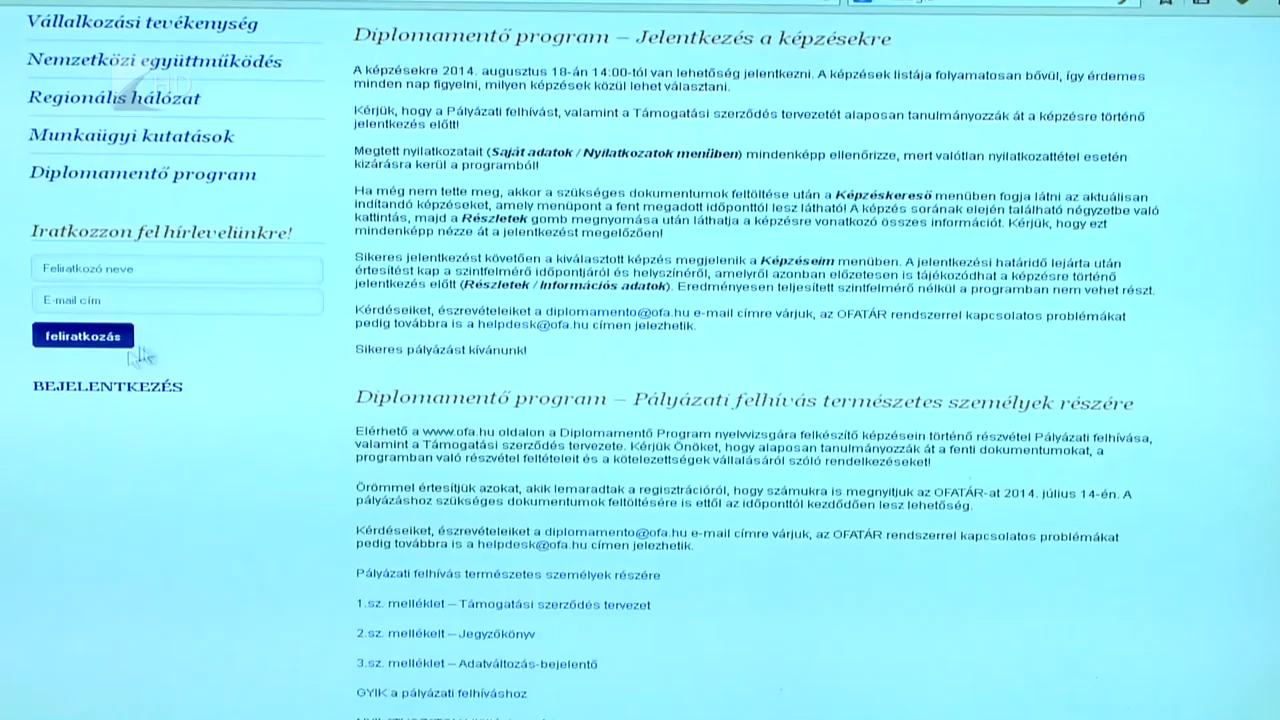 Vállalkozási tevékenység
Nemzetközi együttműködés
Regionális hálózat
Munkaügyi kutatások
Diplomamentő program
Iratkozzon fel hírlevelünkre!
Feliratkozó neve
E-mail cím
feliratkozás
BEJELENTKEZÉS
HD
Diplomamentő program – Jelentkezés a képzésekre
A képzésekre 2014. augusztus 18-án 14:00-tól van lehetőség jelentkezni. A képzések listája folyamatosan bővül, így érdemes
minden nap figyelni, milyen képzések közül lehet választani.
Kérjük, hogy a Pályázati felhívást, valamint a Támogatási szerződés tervezetét alaposan tanulmányozzák át a képzésre történő
jelentkezés előtt!
Megtett nyilatkozatait (Saját adatok / Nyilatkozatok menüben) mindenképp ellenőrizze, mert valótlan nyilatkozattétel esetén
kizárásra kerül a programból!
Ha még nem tette meg, akkor a szükséges dokumentumok feltöltése után a Képzéskereső menüben fogja látni az aktuálisan
indítandó képzéseket, amely menüpont a fent megadott időponttól lesz látható! A képzés sorának elején található négyzetbe való
kattintás, majd a Részletek gomb megnyomása után láthatja a képzésre vonatkozó összes információt. Kérjük, hogy ezt
mindenképp nézze át a jelentkezést megelőzően!
Sikeres jelentkezést követően a kiválasztott képzés megjelenik a Képzéseim menüben. A jelentkezési határidő lejárta után
értesítést kap a szintfelmérő időpontjáról és helyszínéről, amelyről azonban előzetesen is tájékozódhat a képzésre történő
jelentkezés előtt (Részletek / Információs adatok). Eredményesen teljesített szintfelmérő nélkül a programban nem vehet részt.
Kérdéseiket, észrevételeiket a diplomamento@ofa.hu e-mail címre várjuk, az OFATÁR rendszerrel kapcsolatos problémákat
pedig továbbra is a helpdesk@ofa.hu címen jelezhetik.
Sikeres pályázást kívánunk!
Diplomamentő program – Pályázati felhívás természetes személyek részére
Elérhető a www.ofa.hu oldalon a Diplomamentő Program nyelvvizsgára felkészítő képzésein történő részvétel Pályázati felhívása,
valamint a Támogatási szerződés tervezete. Kérjük Önöket, hogy alaposan tanulmányozzák át a fenti dokumentumokat, a
programban való részvétel feltételeit és a kötelezettségek vállalásáról szóló rendelkezéseket!
Örömmel értesítjük azokat, akik lemaradtak a regisztrációról, hogy számukra is megnyitjuk az OFATÁR-at 2014. július 14-én. A
pályázáshoz szükséges dokumentumok feltöltésére is ettől az időponttól kezdődően lesz lehetőség.
Kérdéseiket, észrevételeiket a diplomamento@ofa.hu e-mail címre várjuk, az OFATÁR rendszerrel kapcsolatos problémákat
pedig továbbra is a helpdesk@ofa.hu címen jelezhetik.
Pályázati felhívás természetes személyek részére
1.sz. melléklet – Támogatási szerződés tervezet
2.sz. mellékelt – Jegyzőkönyv
3.sz. melléklet – Adatváltozás-bejelentő
GYIK a pályázati felhíváshoz